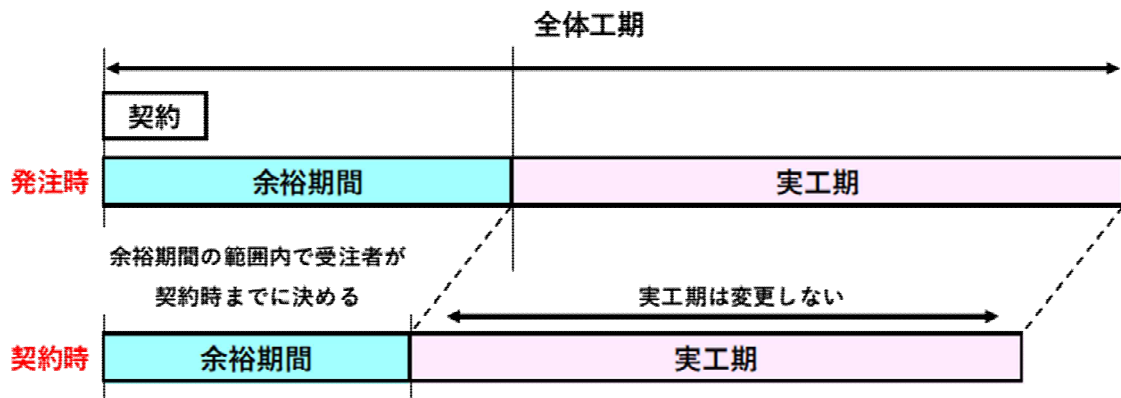 全体工期
契約
発注時
余裕期間
実工期
余裕期間の範囲内で受注者が
契約時までに決める
実工期は変更しない
契約時
余裕期間
実工期